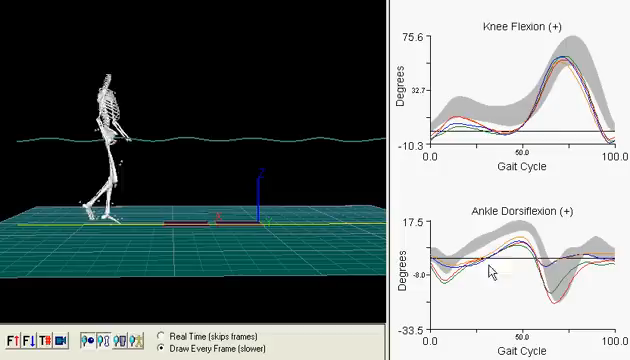 Knee Flexion (+)
75.6
Degrees
32.7
-10.3
0.0
50.0
100.0
Gait Cycle
Z
X
Ankle Dorsiflexion (+)
17.5
Degrees
-8.0
-33.5
0.0
50.0
100.0
Gait Cycle
F↑ F↓ T#
Real Time (skips frames)
Draw Every Frame (slower)